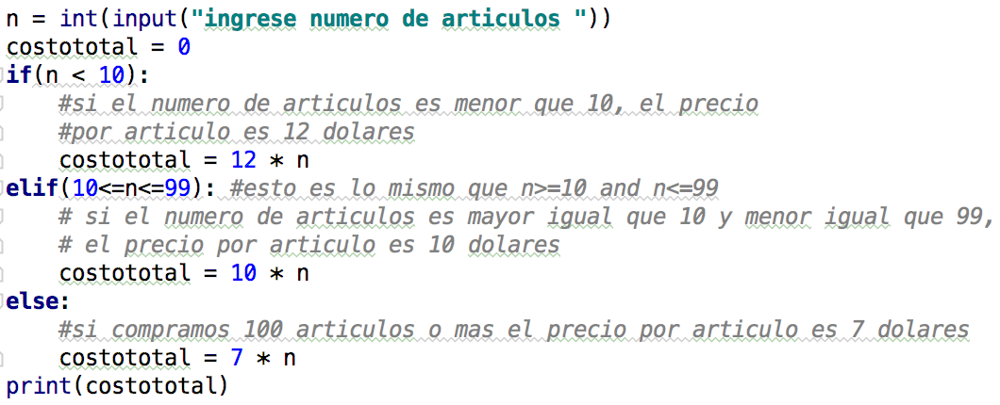 n = int(input("ingrese numero de articulos "))
costototal = 0
if(n < 10):
    #si el numero de articulos es menor que 10, el precio
    #por articulo es 12 dolares
    costototal = 12 * n
elif(10<=n<=99): #esto es lo mismo que n>=10 and n<=99
    # si el numero de articulos es mayor igual que 10 y menor igual que 99,
    # el precio por articulo es 10 dolares
    costototal = 10 * n
else:
    #si compramos 100 articulos o mas el precio por articulo es 7 dolares
    costototal = 7 * n
print(costototal)